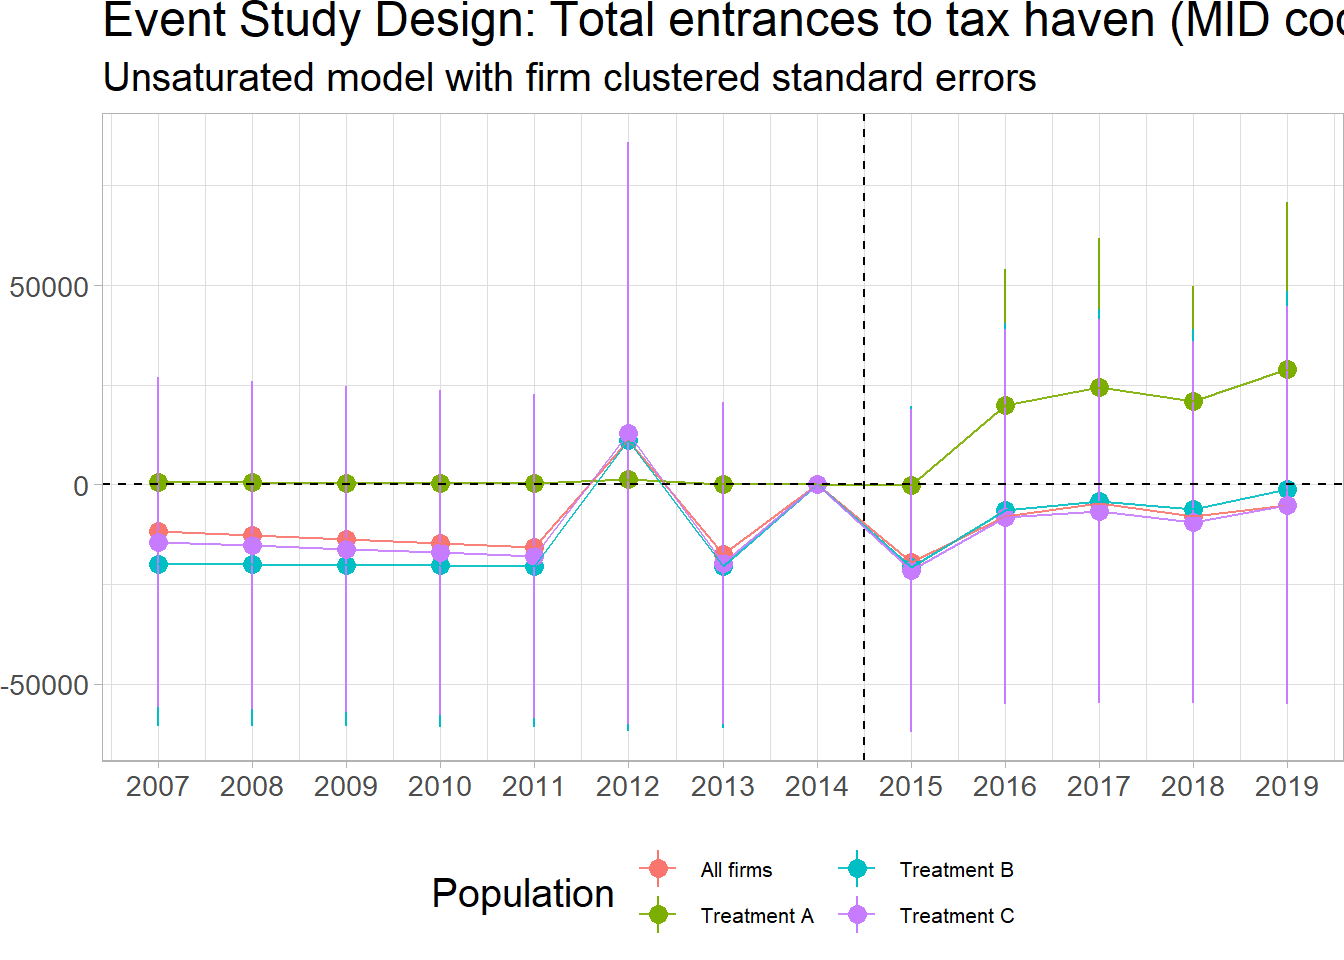 Event Study Design: Total entrances to tax haven (MID
Unsaturated model with firm clustered standard errors
50000
0
-50000
2007 2008 2009 2010 2011 2012 2013 2014 2015 2016 2017 2018 2019
Population
All firms
Treatment A
Treatment B
Treatment C